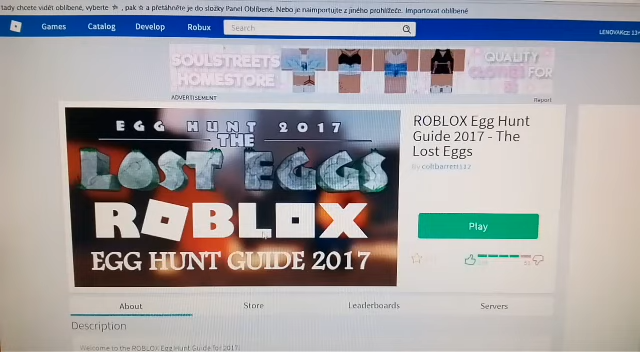 tady chcete vidět oblíbené, vyberte ☆ , pak ☆ a přetáhněte je do složky Panel Oblíbené. Nebo je naimportujte z jiného prohlížeče. Importovat oblíbené
Games Catalog Develop Robux Search
LENOVAKCE: 13+
SOULSTREETS
HOMESTORE
QUALITY
CLOTHES FOR
ADVERTISEMENT
Report
EGG HUNT 2017
THE
LOST EGGS
ROBLOX
EGG HUNT GUIDE 2017
ROBLOX Egg Hunt
Guide 2017 - The
Lost Eggs
By
Play
About Store Leaderboards Servers
Description
Welcome to the ROBLOX Egg Hunt Guide for 2017!